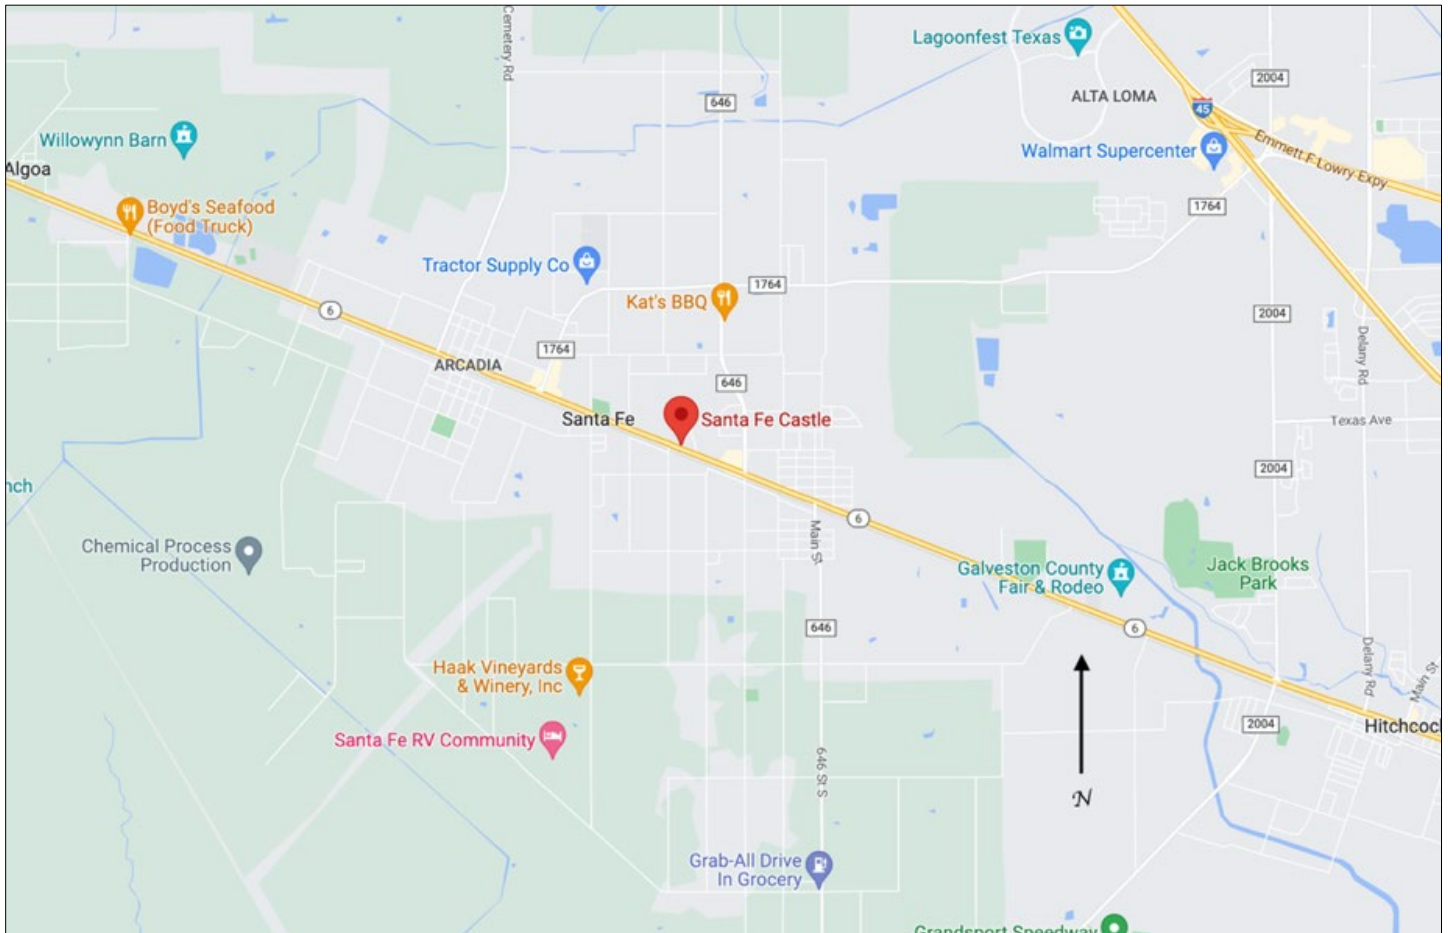 Cemetery Rd
Lagoonfest Texas
2004
646
ALTA LOMA
45
Willowynn Barn
Walmart Supercenter
Emmett F Lowry Expy
Algoa
Boyd's Seafood
(Food Truck)
1764
Tractor Supply Co
1764
Kat's BBQ
6
2004
1764
Delany Rd
ARCADIA
646
Santa Fe
Santa Fe Castle
Texas Ave
2004
nch
6
Main St
Chemical Process
Production
Galveston County
Fair & Rodeo
Jack Brooks
Park
646
6
Haak Vineyards
& Winery, Inc
Delany Rd
Main St
Santa Fe RV Community
2004
Hitchcoc
646 St S
N
Grab-All Drive
In Grocery
Grandsport Speedway